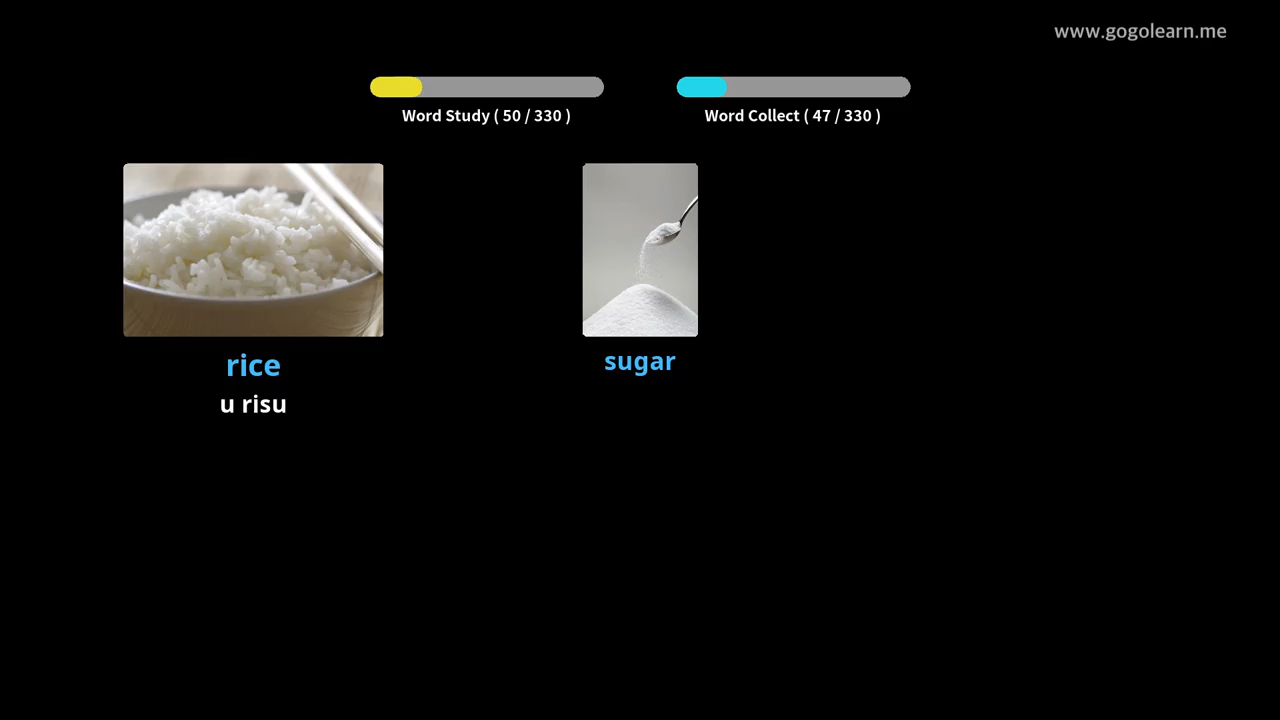 www.gogolearn.me
Word Study ( 50 / 330 )
Word Collect ( 47 / 330 )
rice
u risu
sugar